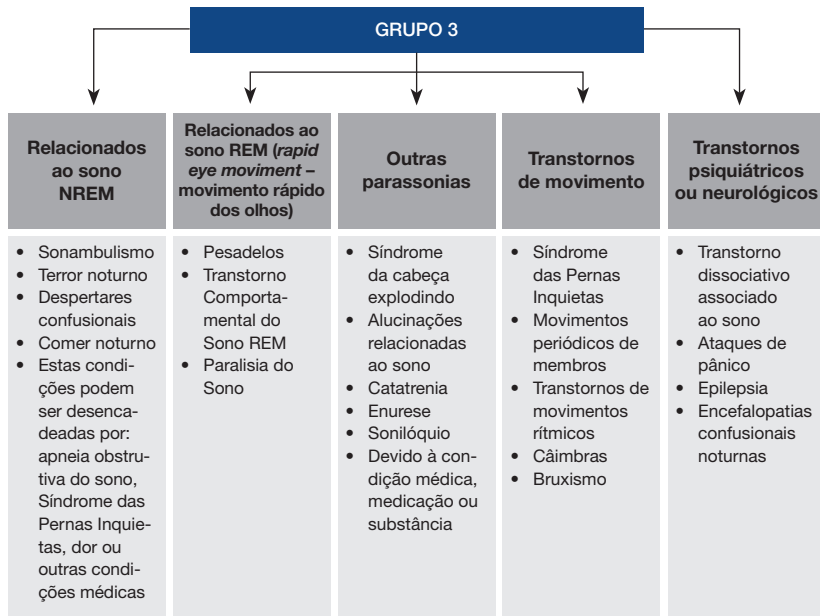 GRUPO 3
Relacionados
ao sono
NREM
• Sonambulismo
• Terror noturno
• Despertares
confusionais
• Comer noturno
• Estas condi-
ções podem
ser desenca-
deadas por:
apneia obstru-
tiva do sono,
Síndrome das
Pernas Inquie-
tas, dor ou
outras condi-
ções médicas
Relacionados ao
sono REM (rapid
eye moviment –
movimento rápido
dos olhos)
• Pesadelos
• Transtorno
Comporta-
mental do
Sono REM
• Paralisia do
Sono
Outras
parassonias
• Síndrome
da cabeça
explodindo
• Alucinações
relacionadas
ao sono
• Catatrenia
• Enurese
• Sonilóquio
• Devido à con-
dição médica,
medicação ou
substância
Transtornos
de movimento
• Síndrome
das Pernas
Inquietas
• Movimentos
periódicos de
membros
• Transtornos de
movimentos
rítmicos
• Câimbras
• Bruxismo
Transtornos
psiquiátricos
ou neurológicos
• Transtorno
dissociativo
associado
ao sono
• Ataques de
pânico
• Epilepsia
• Encefalopatias
confusionais
noturnas